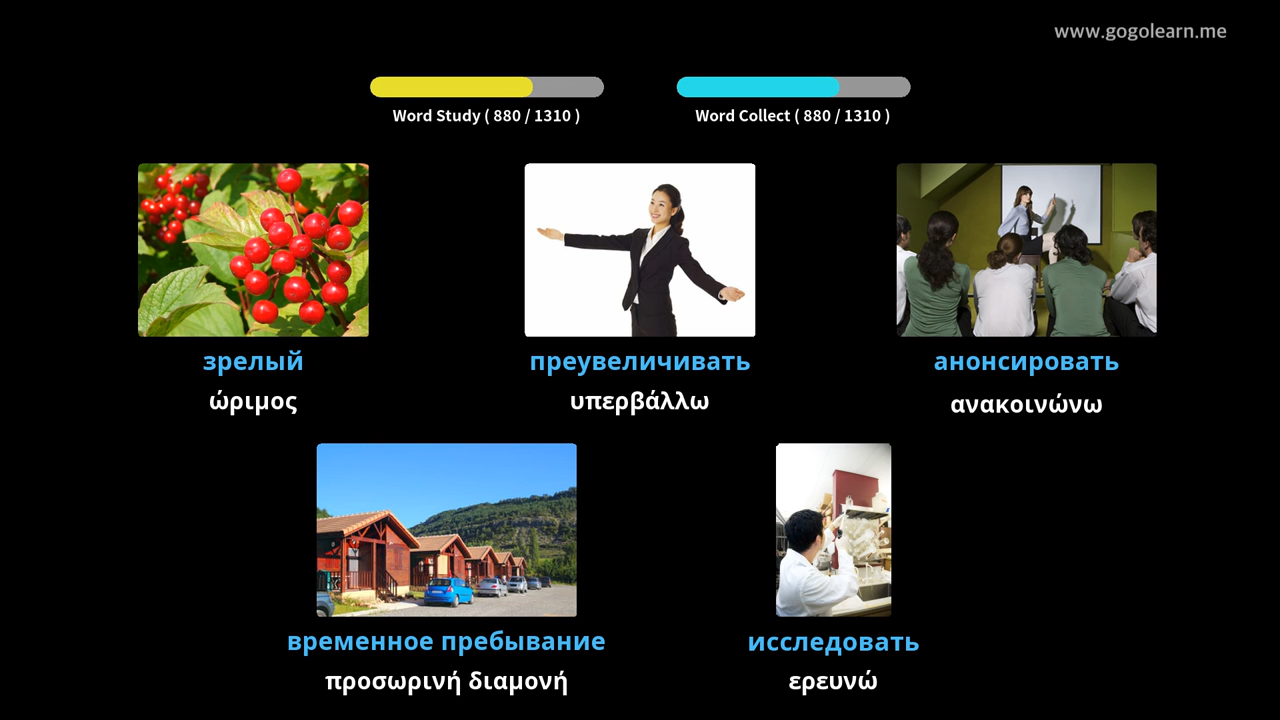 www.gogolearn.me
Word Study ( 880 / 1310 )
Word Collect ( 880 / 1310 )
зрелый
ώριμος
преувеличивать
υπερβάλλω
анонсировать
ανακοινώνω
временное пребывание
προσωρινή διαμονή
исследовать
ερευνώ